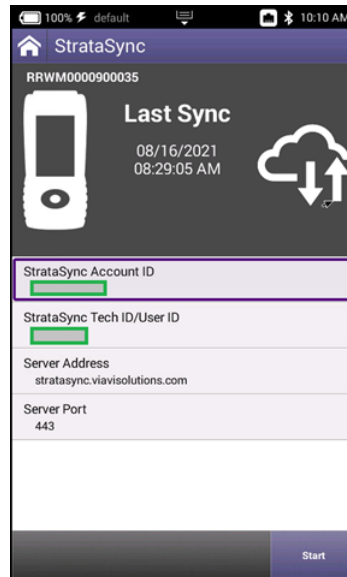 100% default 10:10 AM
StrataSync
RRWM0000900035
Last Sync
08/16/2021
08:29:05 AM
StrataSync Account ID
StrataSync Tech ID/User ID
Server Address
stratasync.viavisolutions.com
Server Port
443
Start